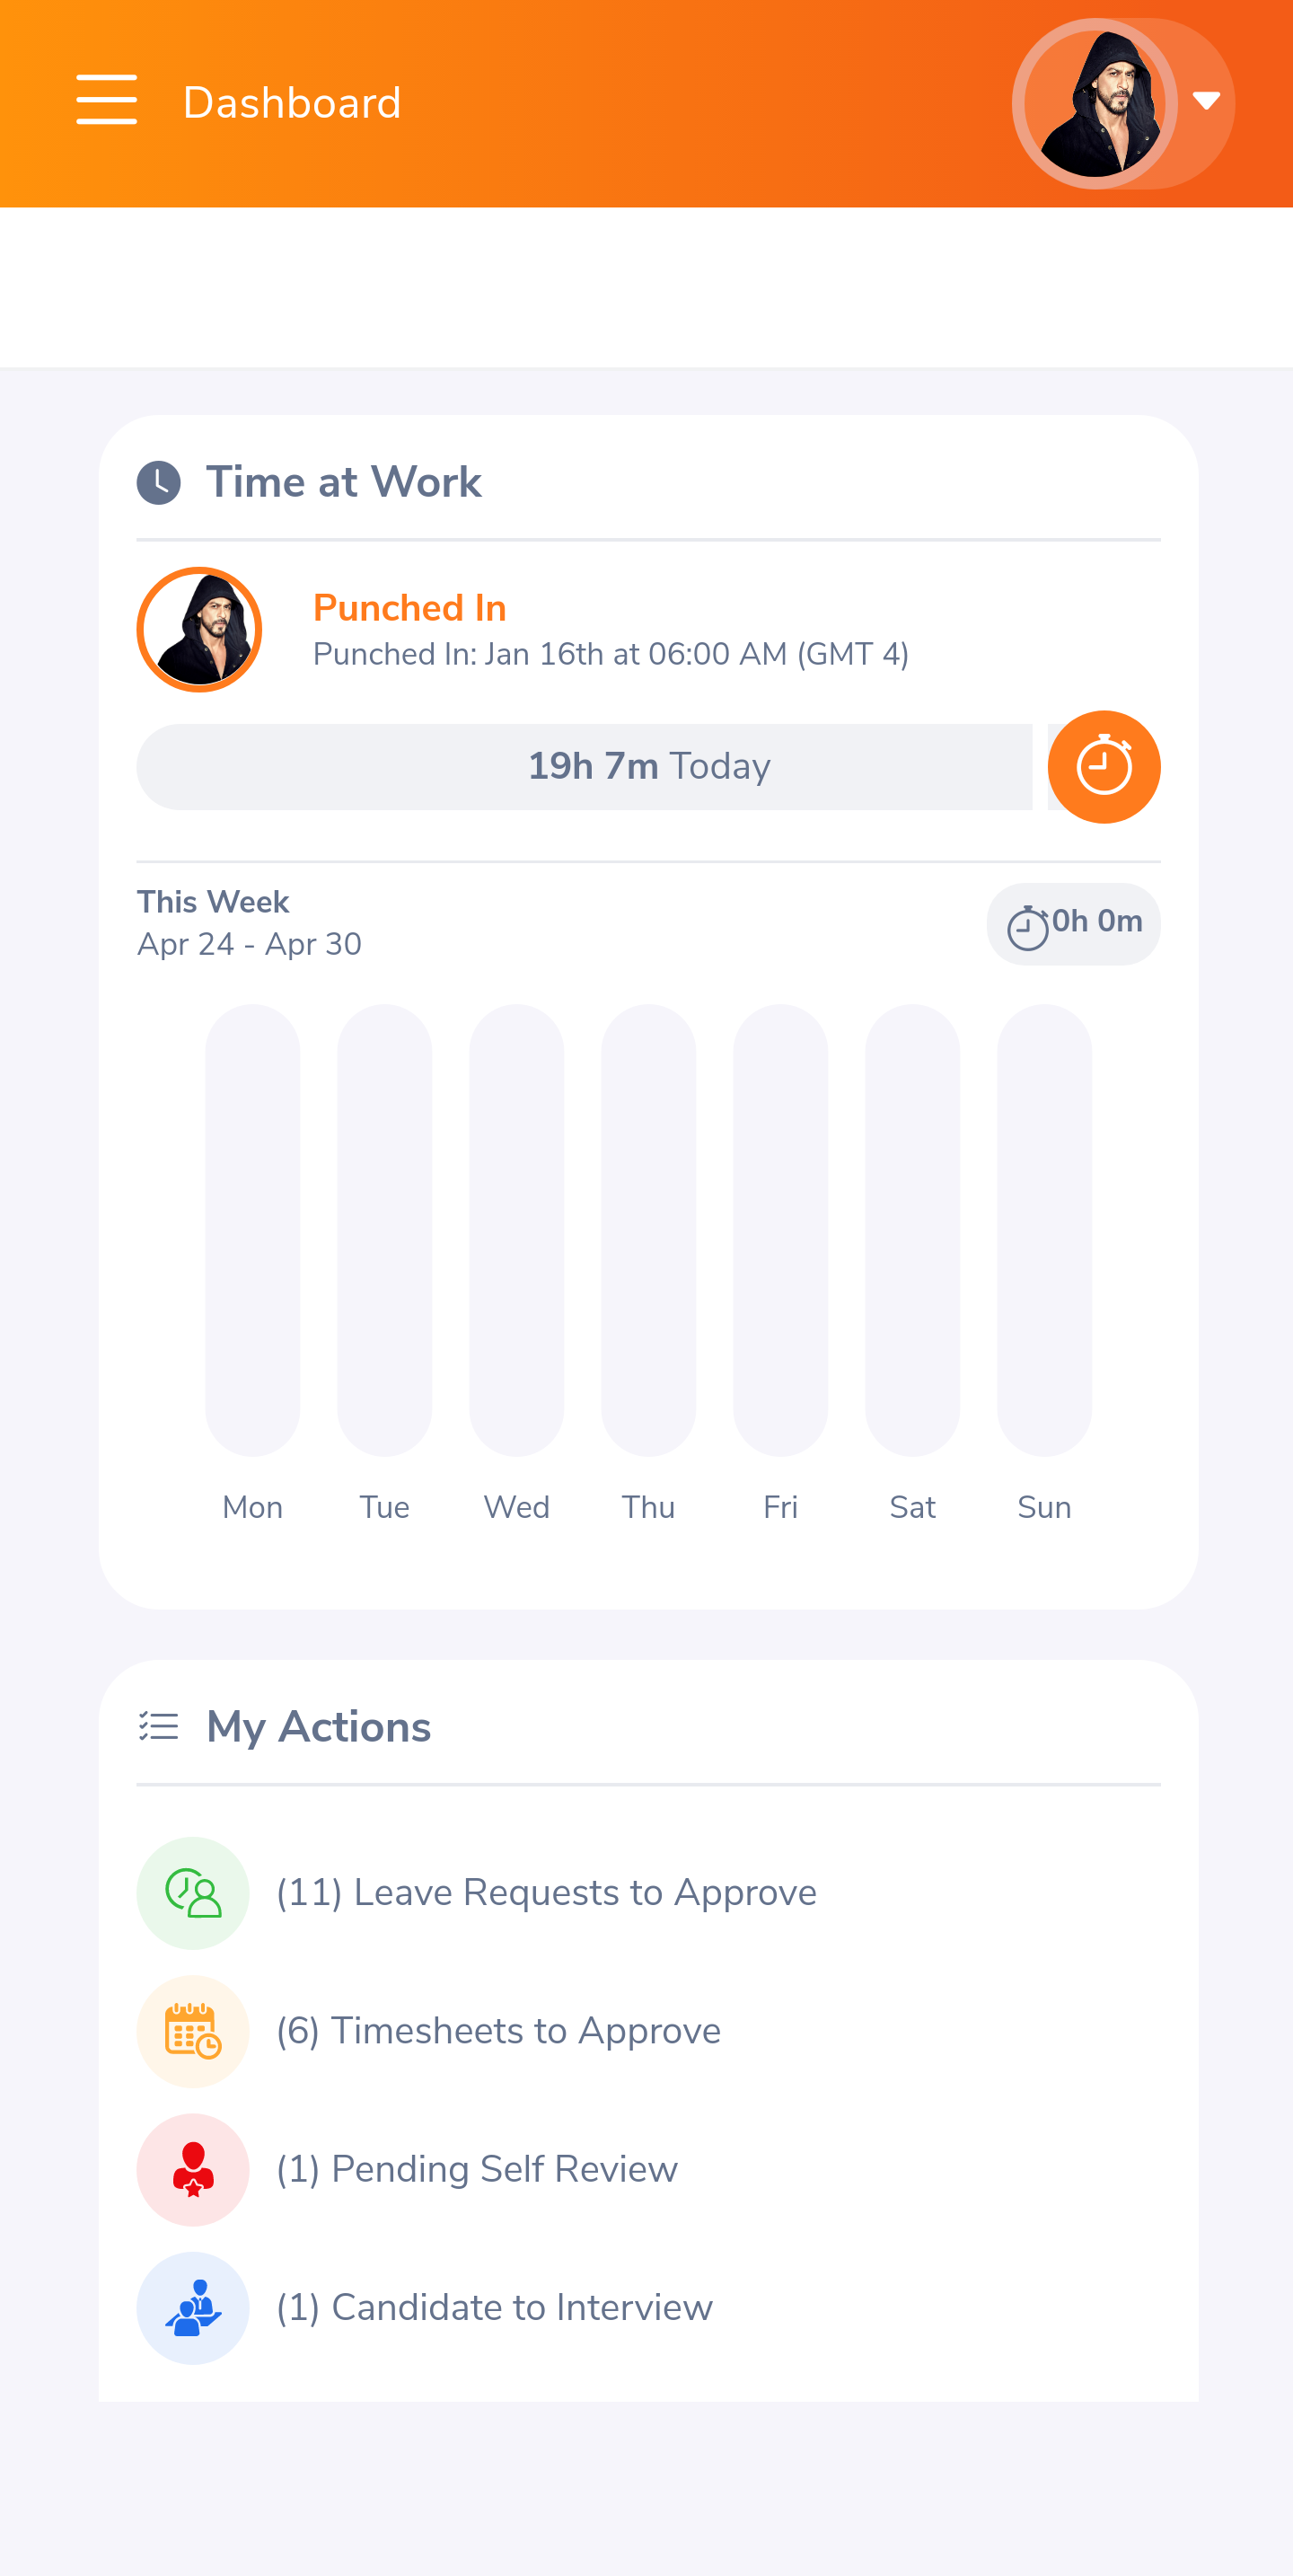 Dashboard
Time at Work
Punched In
Punched In: Jan 16th at 06:00 AM (GMT 4)
19h 7m Today
This Week
Apr 24 - Apr 30
0h 0m
Mon Tue Wed Thu Fri Sat Sun
My Actions
(11) Leave Requests to Approve
(6) Timesheets to Approve
(1) Pending Self Review
(1) Candidate to Interview